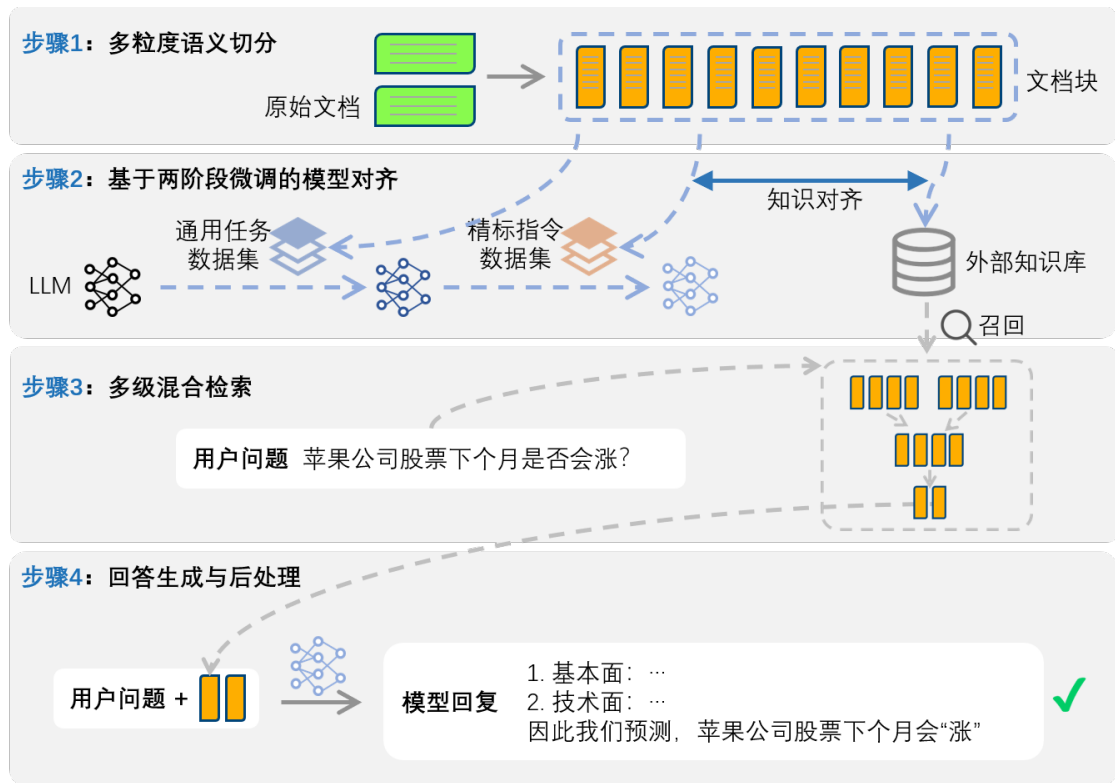 步骤1：多粒度语义切分
原始文档
文档块
步骤2：基于两阶段微调的模型对齐
知识对齐
通用任务
数据集
精标指令
数据集
LLM
外部知识库
召回
步骤3：多级混合检索
用户问题 苹果公司股票下个月是否会涨?
步骤4：回答生成与后处理
用户问题 +
模型回复
1. 基本面：…
2. 技术面：…
因此我们预测，苹果公司股票下个月会“涨”